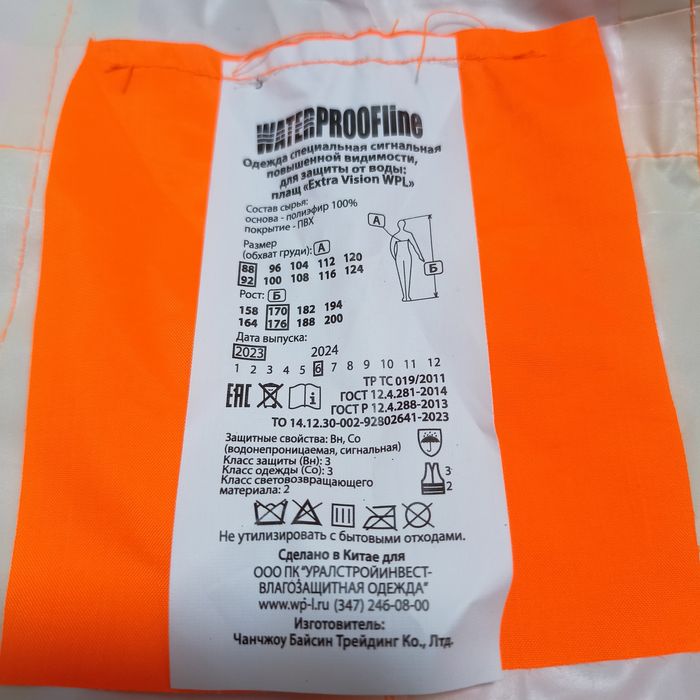 WATERPROOFline
Одежда специальная сигнальная
повышенной видимости,
для защиты от воды:
плащ «Extra Vision WPL»
Состав сырья:
основа - полиэфир 100%
покрытие - ПВХ
Размер
(обхват груди): А
88 96 104 112 120
92 100 108 116 124
Рост: Б
158 170 182 194
164 176 188 200
А
Б
Дата выпуска:
2023 2024
1 2 3 4 5 6 7 8 9 10 11 12
ТР ТС 019/2011
ГОСТ 12.4.281-2014
ГОСТ Р 12.4.288-2013
ТО 14.12.30-002-92802641-2023
EAC i
Защитные свойства: Вн, Со
(водонепроницаемая, сигнальная)
Класс защиты (Вн): 3
Класс одежды (Со): 3
Класс световозвращающего
материала: 2
3
2
Не утилизировать с бытовыми отходами.
Сделано в Китае для
ООО ПК "УРАЛСТРОЙИНВЕСТ-
ВЛАГОЗАЩИТНАЯ ОДЕЖДА"
www.wp-l.ru (347) 246-08-00
Изготовитель:
Чанчжоу Байсин Трейдинг Ко., Лтд.